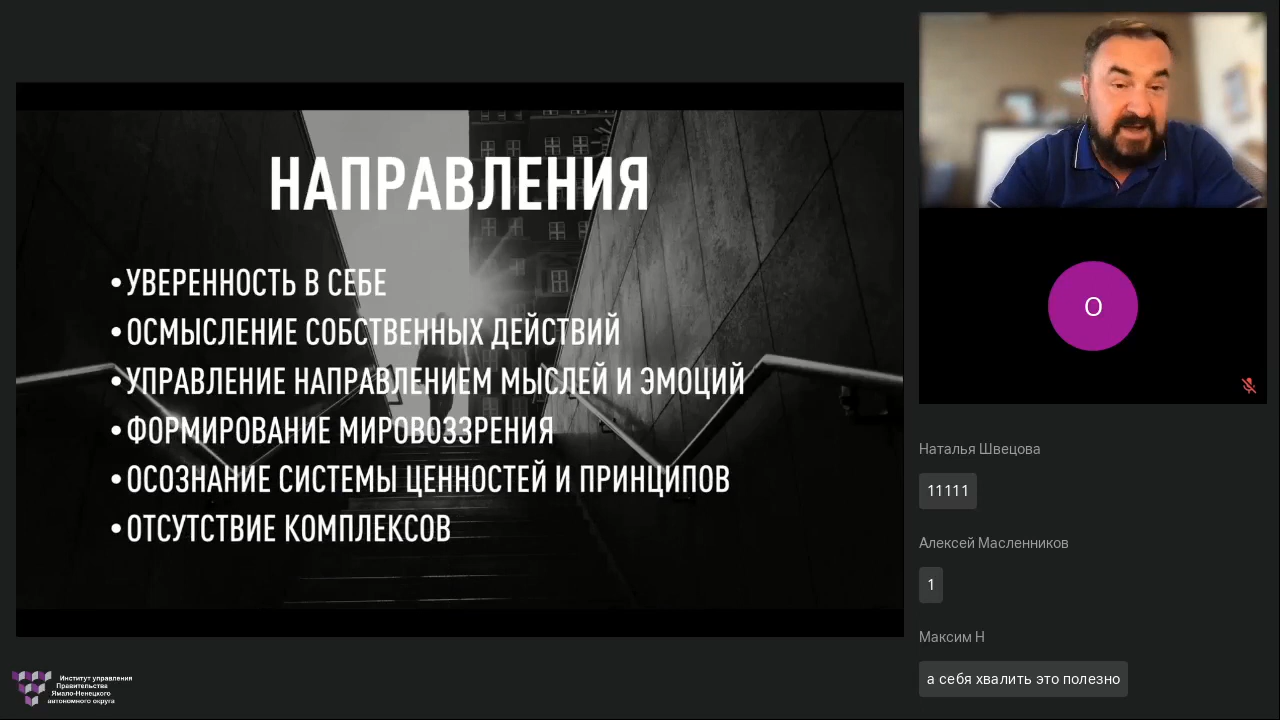 НАПРАВЛЕНИЯ
•УВЕРЕННОСТЬ В СЕБЕ
•ОСМЫСЛЕНИЕ СОБСТВЕННЫХ ДЕЙСТВИЙ
•УПРАВЛЕНИЕ НАПРАВЛЕНИЕМ МЫСЛЕЙ И ЭМОЦИЙ
•ФОРМИРОВАНИЕ МИРОВОЗЗРЕНИЯ
•ОСОЗНАНИЕ СИСТЕМЫ ЦЕННОСТЕЙ И ПРИНЦИПОВ
•ОТСУТСТВИЕ КОМПЛЕКСОВ
О
Наталья Швецова
11111
Алексей Масленников
1
Максим Н
а себя хвалить это полезно
Институт управления
Правительства
Ямало-Ненецкого
автономного округа